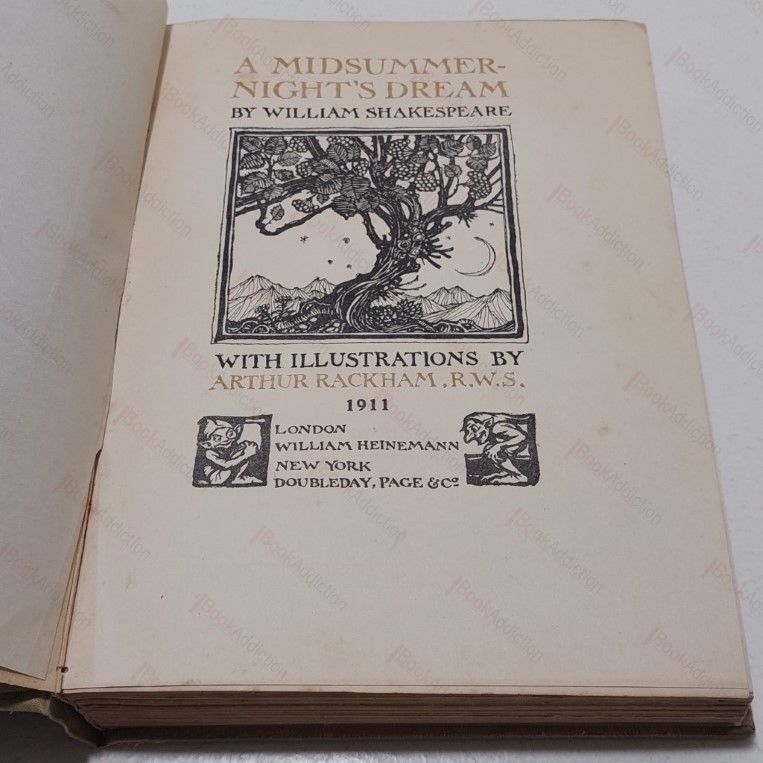 A MIDSUMMER-
NIGHT'S DREAM
BY WILLIAM SHAKESPEARE
WITH ILLUSTRATIONS BY
ARTHUR RACKHAM, R.W.S.
1911
LONDON
WILLIAM HEINEMANN
NEW YORK
DOUBLEDAY, PAGE & Cº
BookAddiction